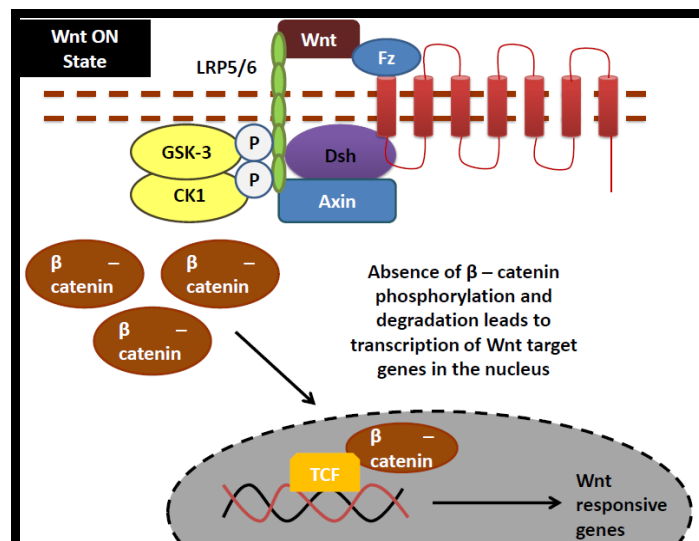 Wnt ON
State
Wnt
Fz
LRP5/6
GSK-3
P
Dsh
CK1
P
Axin
β –
catenin
β –
catenin
β –
catenin
Absence of β – catenin
phosphorylation and
degradation leads to
transcription of Wnt target
genes in the nucleus
β –
catenin
TCF
Wnt
responsive
genes